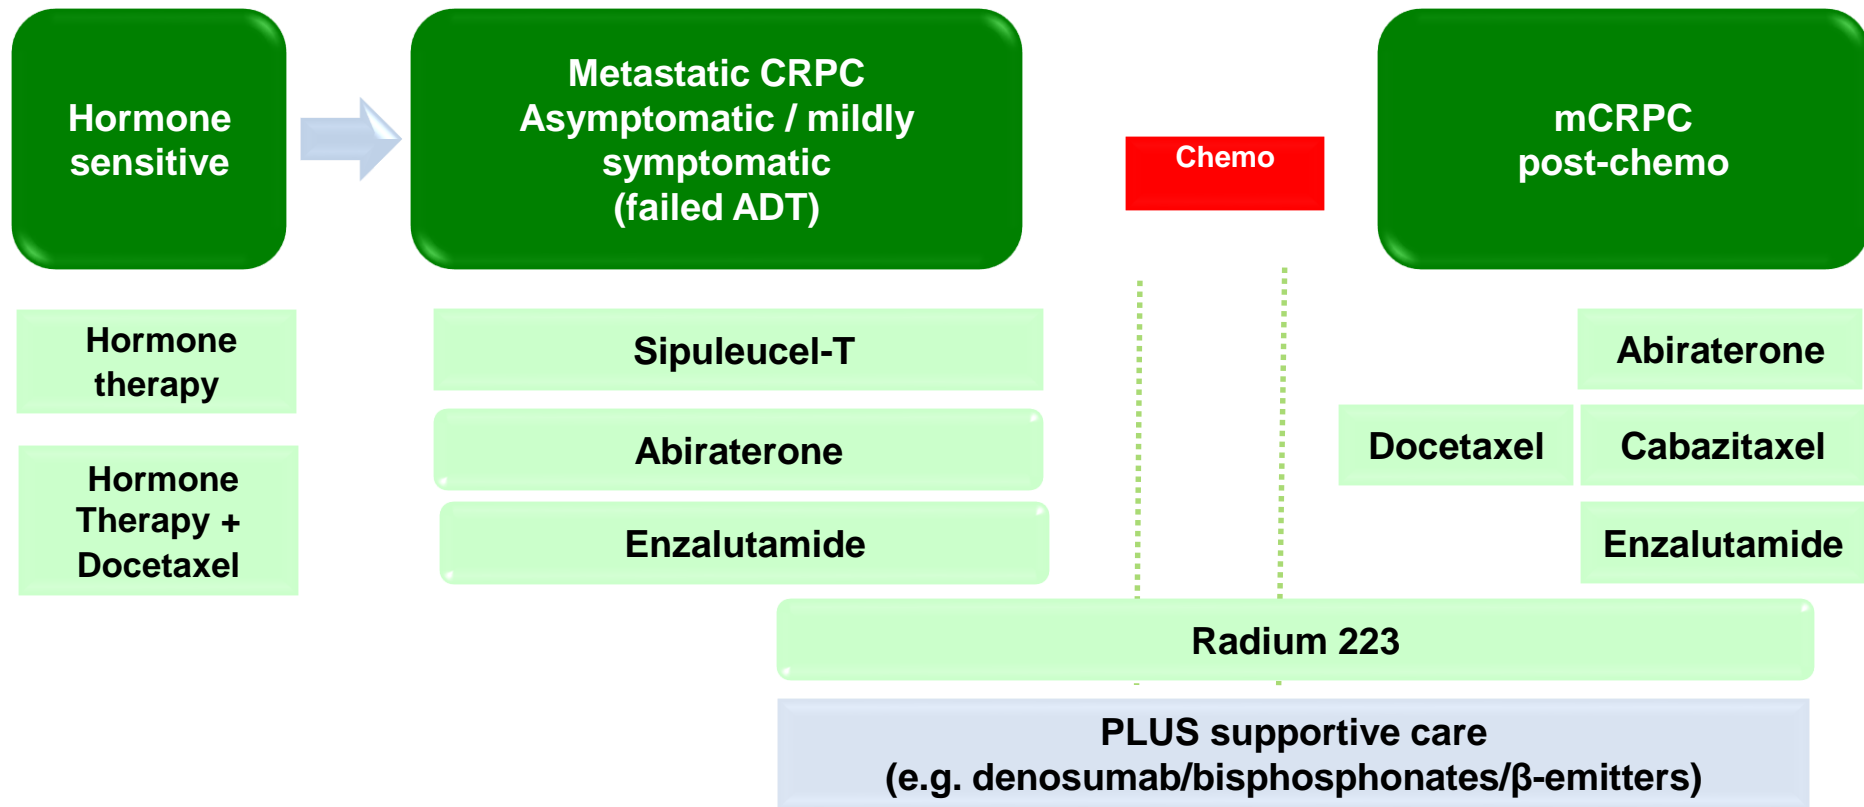 Hormone
sensitive
Metastatic CRPC
Asymptomatic / mildly
symptomatic
(failed ADT)
Chemo
mCRPC
post-chemo
Hormone
therapy
Hormone
Therapy +
Docetaxel
Sipuleucel-T
Abiraterone
Enzalutamide
Docetaxel
Abiraterone
Cabazitaxel
Enzalutamide
Radium 223
PLUS supportive care
(e.g. denosumab/bisphosphonates/β-emitters)